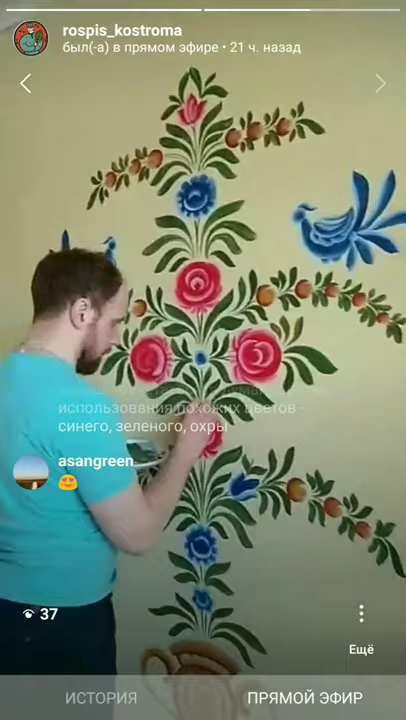 rospis_kostroma
был(-а) в прямом эфире • 21 ч. назад
использования похожих цветов -
синего, зеленого, охры
asangreen
37
Ещё
ИСТОРИЯ
ПРЯМОЙ ЭФИР